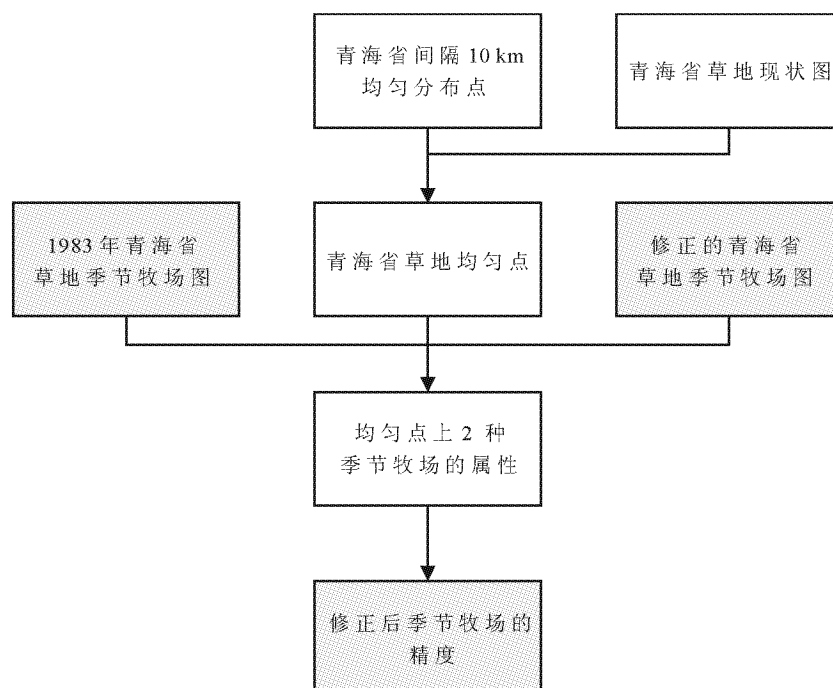 青海省间隔 10 km
均匀分布点
青海省草地现状图
1983 年青海省
草地季节牧场图
青海省草地均匀点
修正的青海省
草地季节牧场图
均匀点上 2 种
季节牧场的属性
修正后季节牧场的
精度